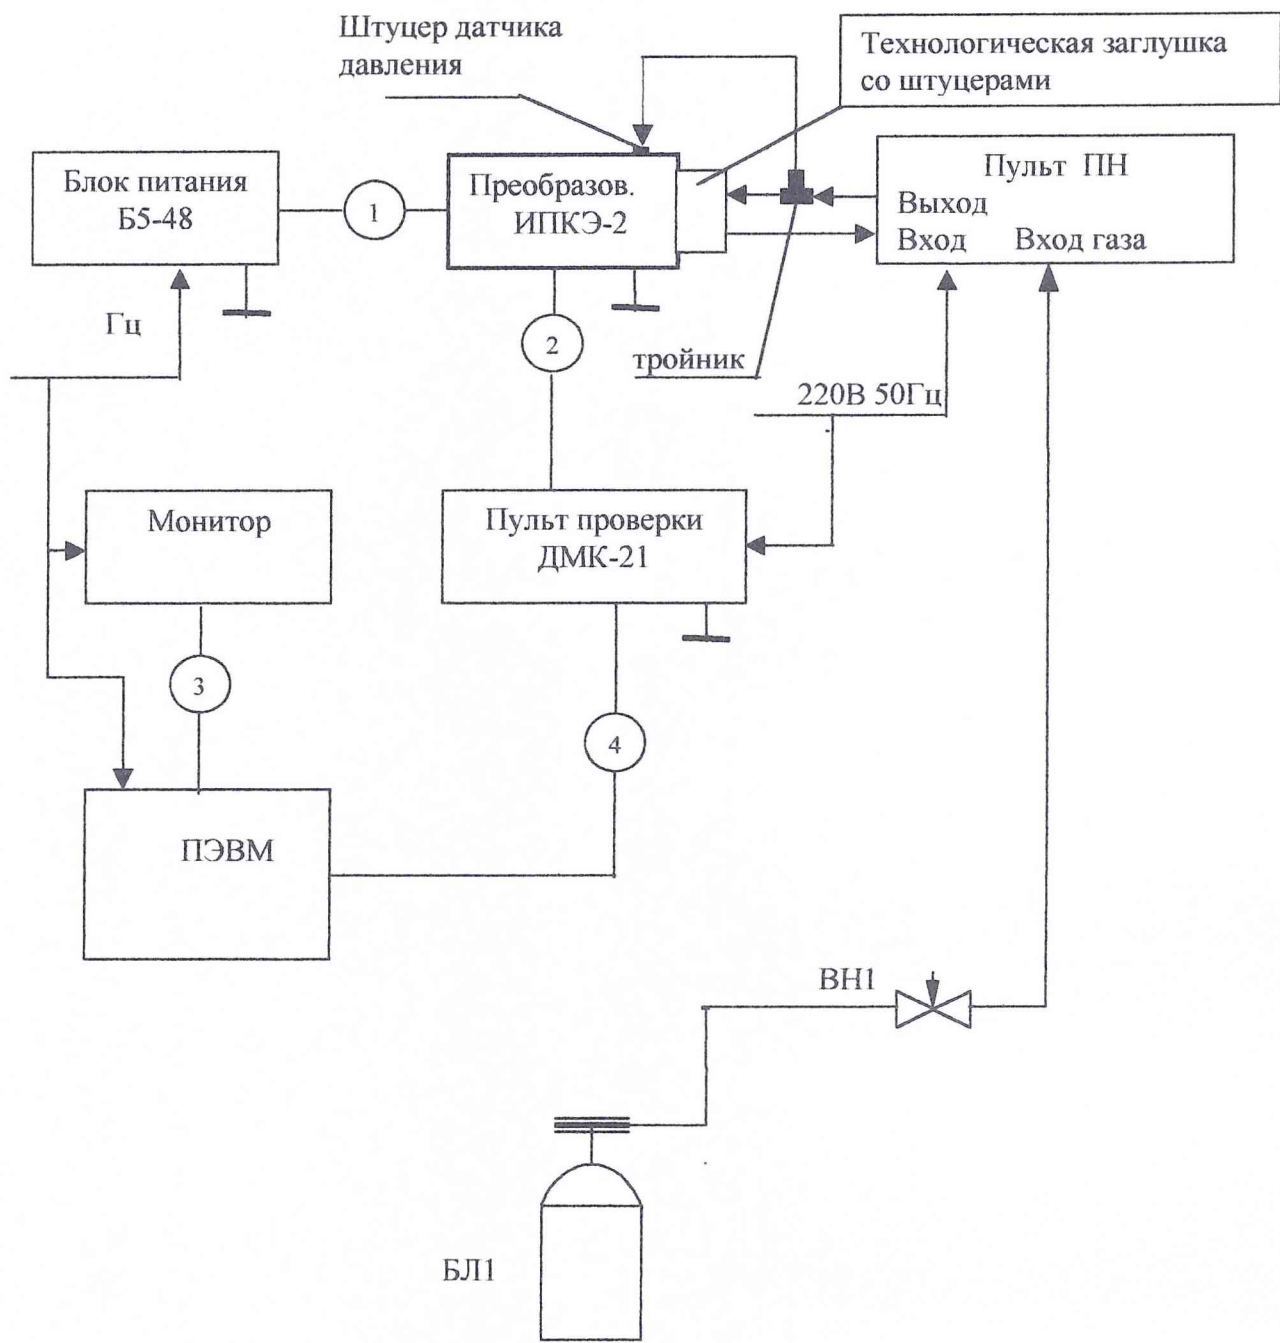 Штуцер датчика
давления
Технологическая заглушка
со штуцерами
Блок питания
Б5-48
1
Преобразов.
ИПКЭ-2
Пульт ПН
Выход
Вход Вход газа
Гц
2
тройник
220В 50Гц
Монитор
Пульт проверки
ДМК-21
3
4
ПЭВМ
ВН1
БЛ1